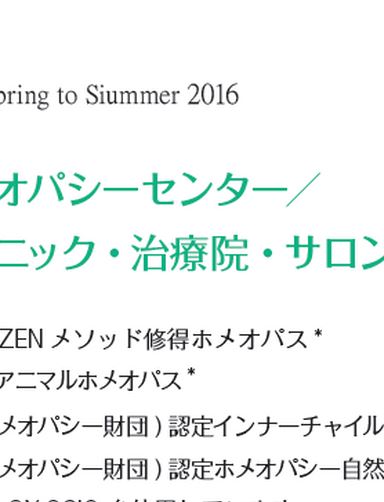 pring to Siummer 2016
オパシーセンター／
ニック・治療院・サロン
ZEN メソッド修得ホメオパス *
アニマルホメオパス *
メオパシー財団 ) 認定インナーチャイル
メオパシー財団 ) 認定ホメオパシー自然